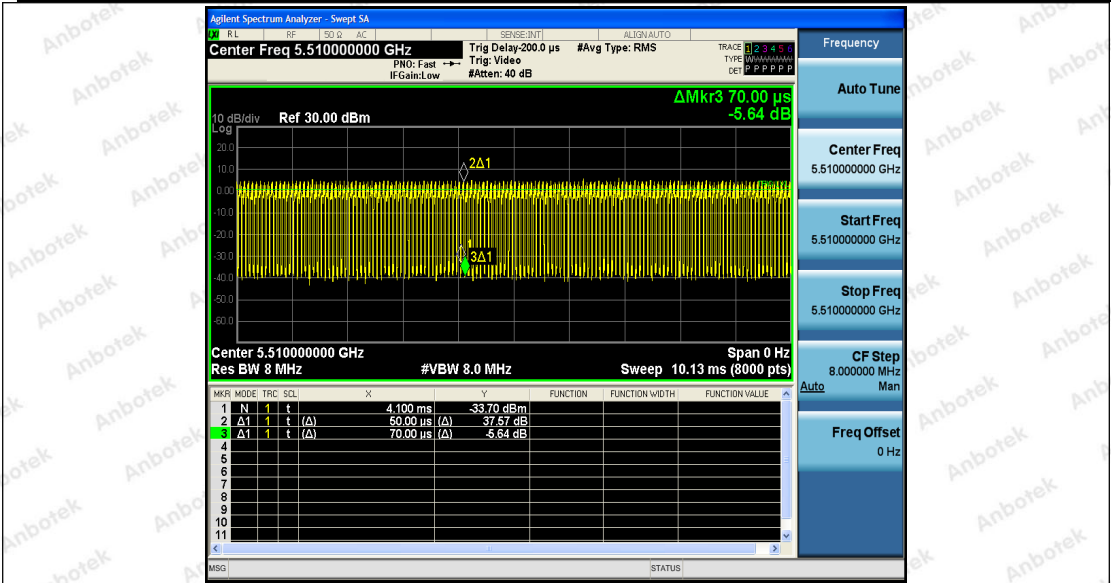 Agilent Spectrum Analyzer - Swept SA
RL RF 50 Ω AC SENSE:INT ALIGN AUTO
Center Freq 5.510000000 GHz
PNO: Fast
IFGain:Low
Trig Delay-200.0 µs
Trig: Video
#Atten: 40 dB
#Avg Type: RMS
TRACE 1 2 3 4 5 6
TYPE
DET P P P P P P
ΔMkr3 70.00 µs
-5.64 dB
10 dB/div Ref 30.00 dBm
Log
20.0
10.0
0.00
-10.0
-20.0
-30.0
-40.0
-50.0
-60.0
2Δ1
1
3Δ1
Center 5.510000000 GHz Span 0 Hz
Res BW 8 MHz #VBW 8.0 MHz Sweep 10.13 ms (8000 pts)
MKR MODE TRC SCL X Y FUNCTION FUNCTION WIDTH FUNCTION VALUE
1 N 1 t 4.100 ms -33.70 dBm
2 Δ1 1 t (Δ) 50.00 µs (Δ) 37.57 dB
3 Δ1 1 t (Δ) 70.00 µs (Δ) -5.64 dB
4
5
6
7
8
9
10
11
MSG STATUS
Frequency
Auto Tune
Center Freq
5.510000000 GHz
Start Freq
5.510000000 GHz
Stop Freq
5.510000000 GHz
CF Step
8.000000 MHz
Auto Man
Freq Offset
0 Hz
Anbotek